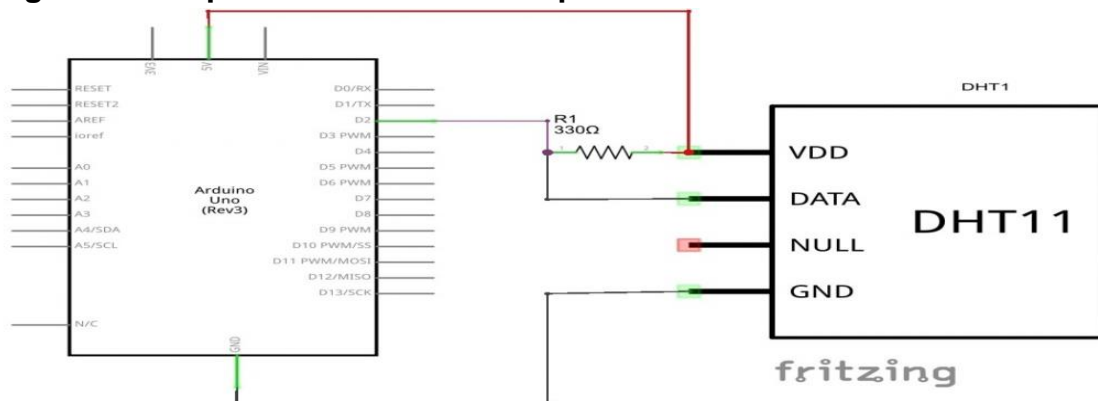 3V3
5V
VIN
RESET
RESET2
AREF
ioref
A0
A1
A2
A3
A4/SDA
A5/SCL
N/C
D0/RX
D1/TX
D2
D3 PWM
D4
D5 PWM
D6 PWM
D7
D8
D9 PWM
D10 PWM/SS
D11 PWM/MOSI
D12/MISO
D13/SCK
GND
Arduino
Uno
(Rev3)
R1
330Ω
1
2
DHT1
VDD
DATA
NULL
GND
DHT11
fritzing